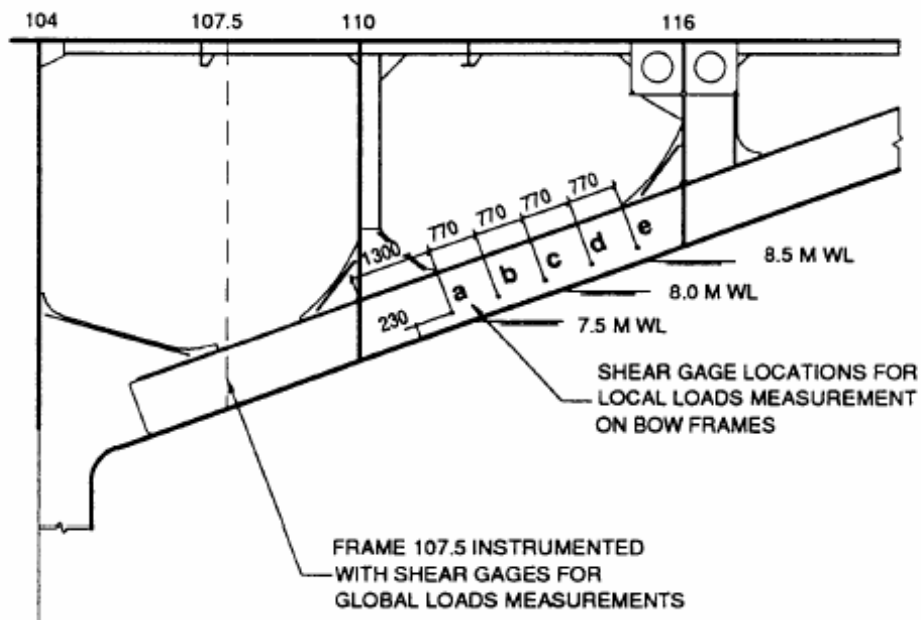 104
107.5
110
116
770
770
770
770
1300
a
b
c
d
e
230
8.5 M WL
8.0 M WL
7.5 M WL
SHEAR GAGE LOCATIONS FOR
LOCAL LOADS MEASUREMENT
ON BOW FRAMES
FRAME 107.5 INSTRUMENTED
WITH SHEAR GAGES FOR
GLOBAL LOADS MEASUREMENTS